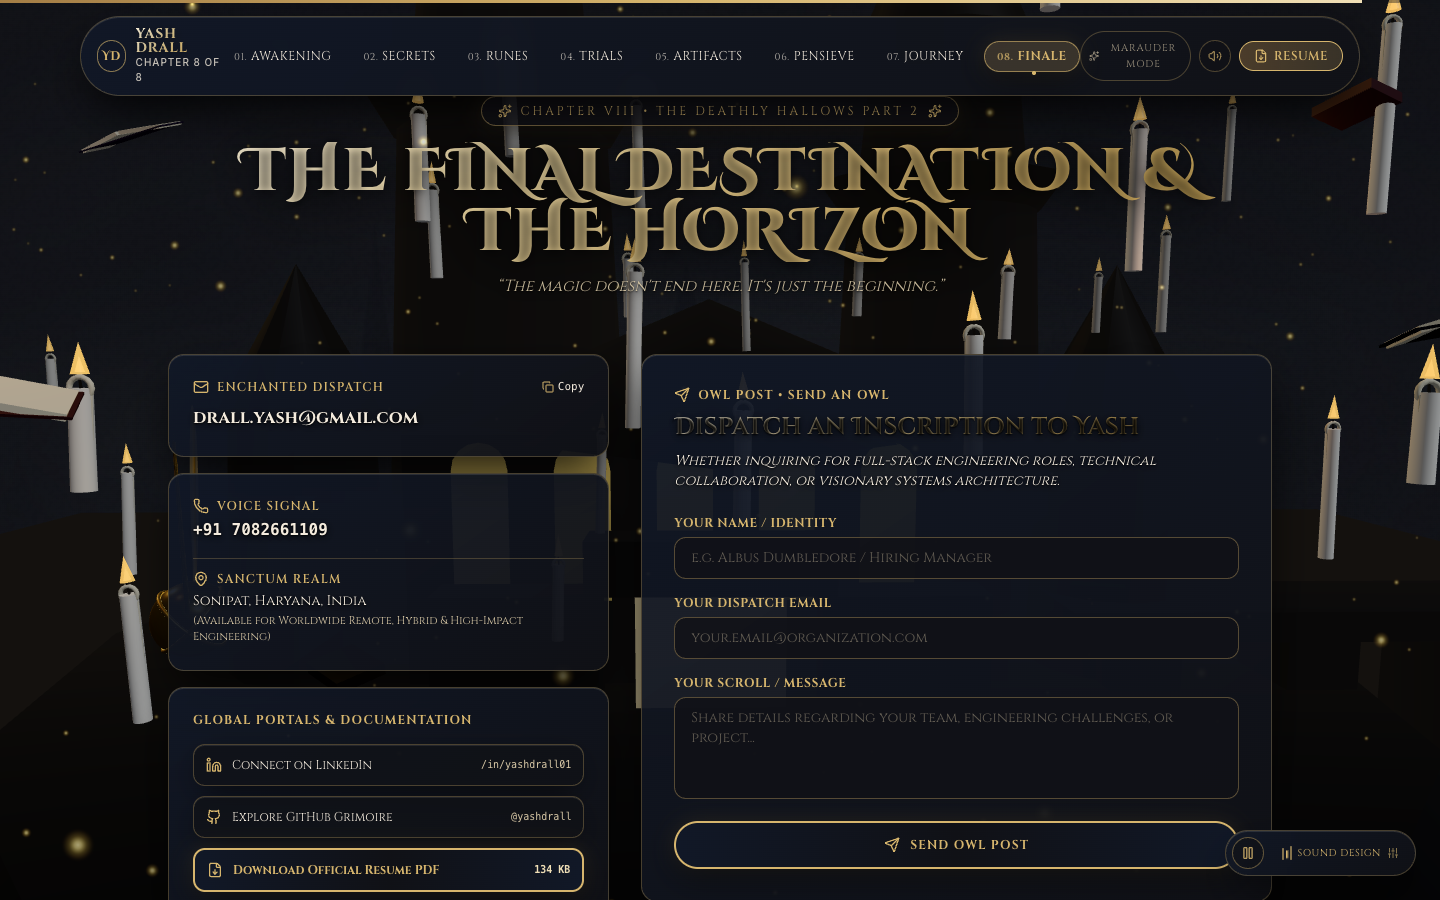 YD
YASH
DRALL
CHAPTER 8 OF
8
01. AWAKENING
02. SECRETS
03. RUNES
04. TRIALS
05. ARTIFACTS
06. PENSIEVE
07. JOURNEY
08. FINALE
MARAUDER
MODE
RESUME
CHAPTER VIII • THE DEATHLY HALLOWS PART 2
THE FINAL DESTINATION &
THE HORIZON
“The magic doesn't end here. It's just the beginning.”
ENCHANTED DISPATCH
Copy
DRALL.YASH@GMAIL.COM
VOICE SIGNAL
+91 7082661109
SANCTUM REALM
Sonipat, Haryana, India
(Available for Worldwide Remote, Hybrid & High-Impact
Engineering)
GLOBAL PORTALS & DOCUMENTATION
Connect on LinkedIn
/in/yashdrall01
Explore GitHub Grimoire
@yashdrall
Download Official Resume PDF
134 KB
OWL POST • SEND AN OWL
Dispatch an Inscription to Yash
Whether inquiring for full-stack engineering roles, technical
collaboration, or visionary systems architecture.
YOUR NAME / IDENTITY
e.g. Albus Dumbledore / Hiring Manager
YOUR DISPATCH EMAIL
your.email@organization.com
YOUR SCROLL / MESSAGE
Share details regarding your team, engineering challenges, or
project...
SEND OWL POST
SOUND DESIGN